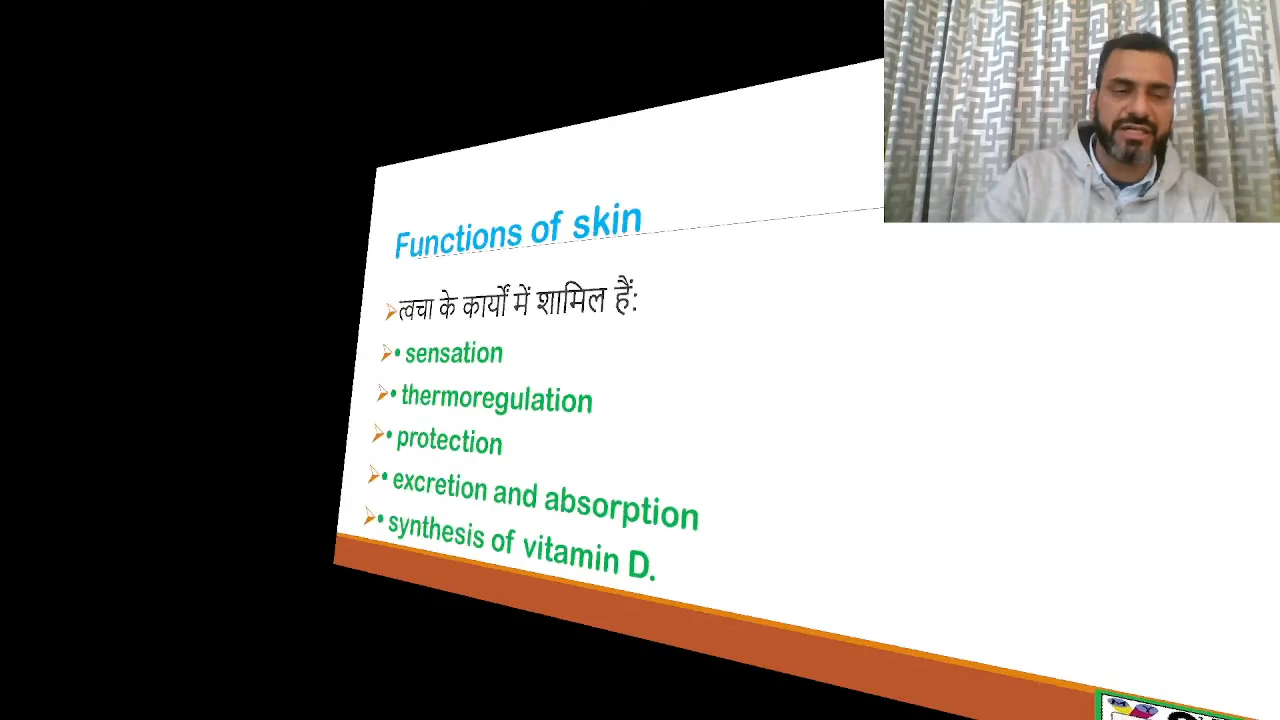 Functions of skin
त्वचा के कार्यों में शामिल हैं:
• sensation
• thermoregulation
• protection
• excretion and absorption
• synthesis of vitamin D.